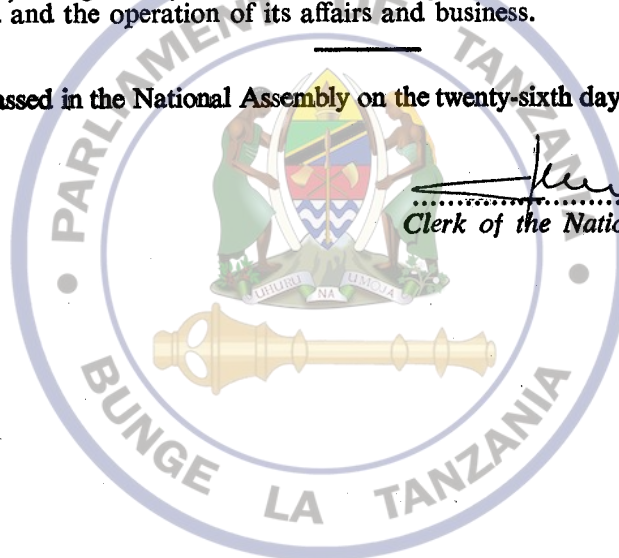 . and the operation of its affairs and business.
assed in the National Assembly on the twenty-sixth day
Clerk of the Natio
PARLIAMENT
TANZANIA
UHURU NA UMOJA
BUNGE LA TANZANIA